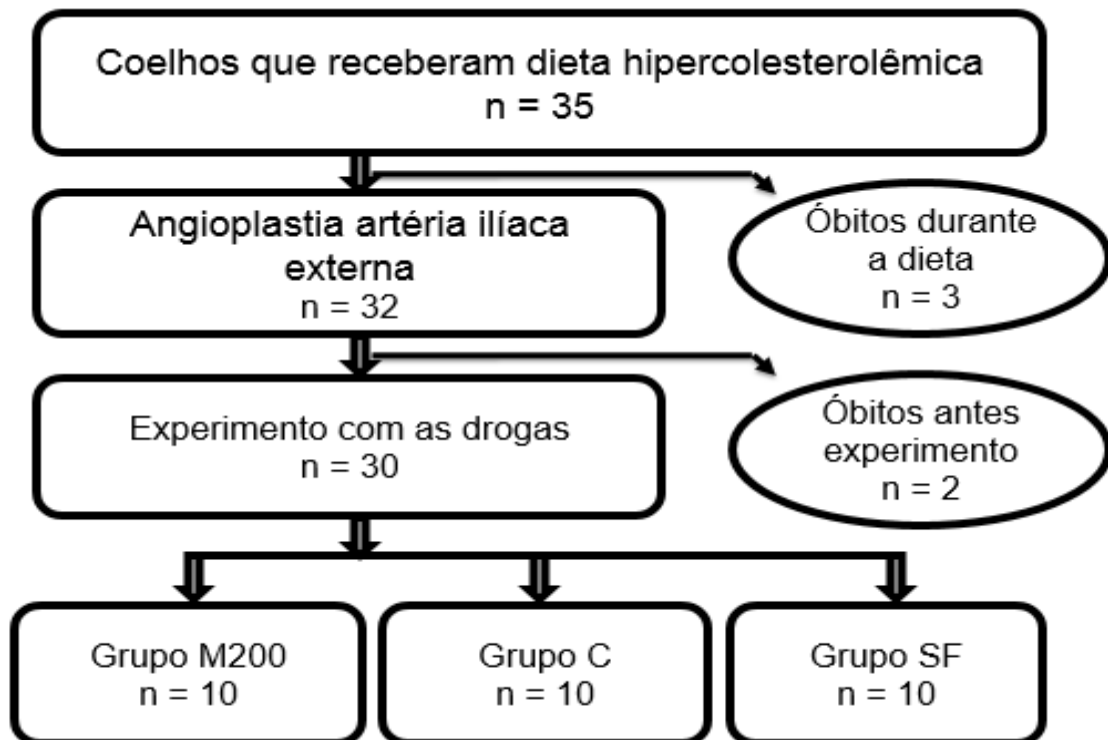 Coelhos que receberam dieta hipercolesterolêmica
n = 35
Angioplastia artéria ilíaca
externa
n = 32
Óbitos durante
a dieta
n = 3
Experimento com as drogas
n = 30
Óbitos antes
experimento
n = 2
Grupo M200
n = 10
Grupo C
n = 10
Grupo SF
n = 10